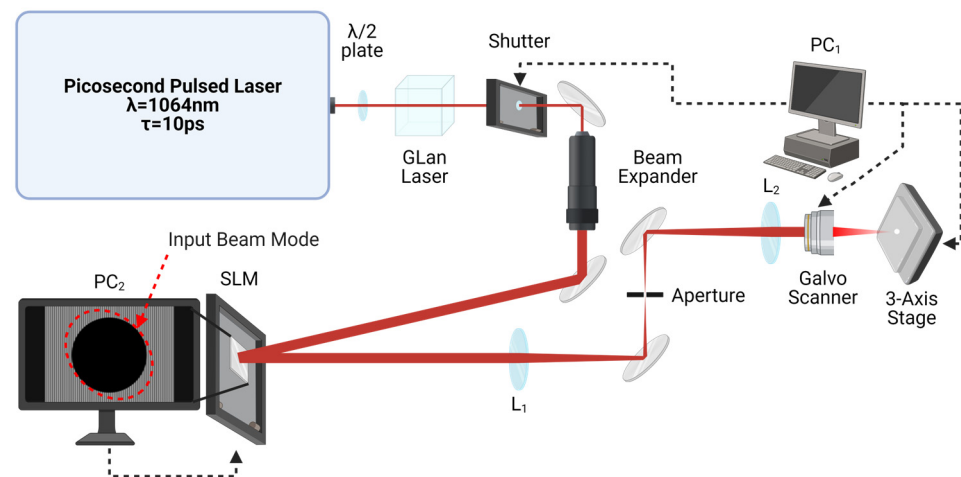 Picosecond Pulsed Laser
λ=1064nm
τ=10ps
λ/2
plate
GLan
Laser
Shutter
Beam
Expander
PC₁
L₂
Galvo
Scanner
3-Axis
Stage
Aperture
Input Beam Mode
PC₂
SLM
L₁